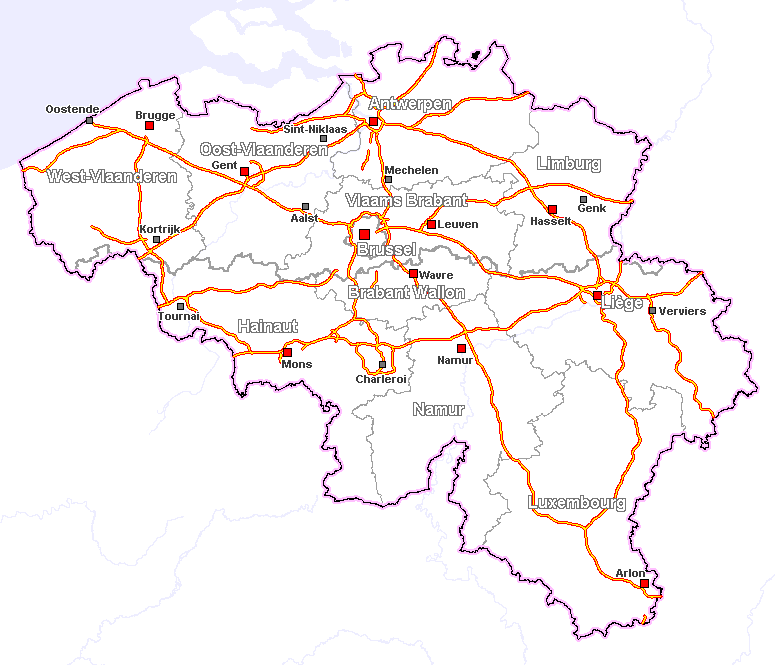 Antwerpen
Oostende
Brugge
Sint-Niklaas
Oost-Vlaanderen
Gent
Limburg
Mechelen
West-Vlaanderen
Vlaams Brabant
Genk
Aalst
Hasselt
Leuven
Kortrijk
Brussel
Wavre
Brabant Wallon
Liège
Verviers
Tournai
Hainaut
Mons
Namur
Charleroi
Namur
Luxembourg
Arlon